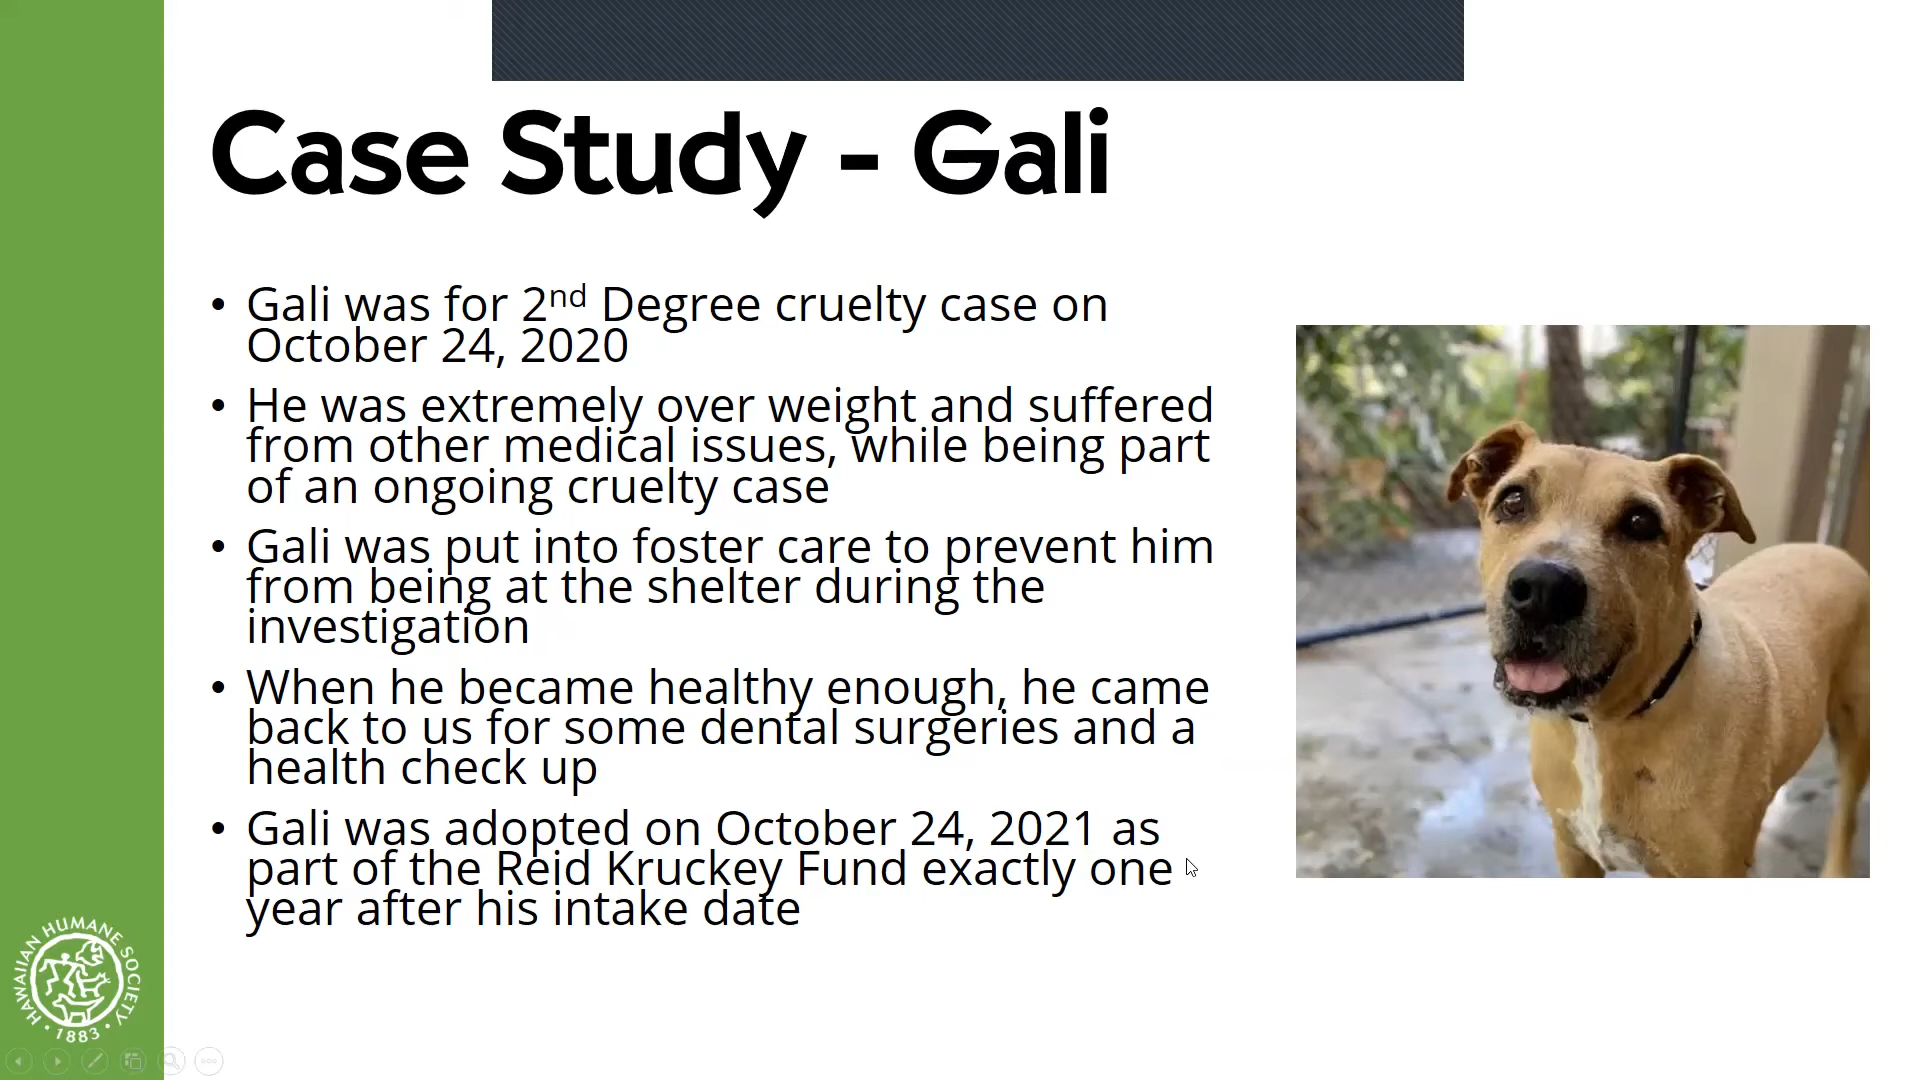 Case Study - Gali
• Gali was for 2nd Degree cruelty case on
October 24, 2020
• He was extremely over weight and suffered
from other medical issues, while being part
of an ongoing cruelty case
• Gali was put into foster care to prevent him
from being at the shelter during the
investigation
• When he became healthy enough, he came
back to us for some dental surgeries and a
health check up
• Gali was adopted on October 24, 2021 as
part of the Reid Kruckey Fund exactly one
year after his intake date
HAWAIIAN HUMANE SOCIETY
• 1883 •